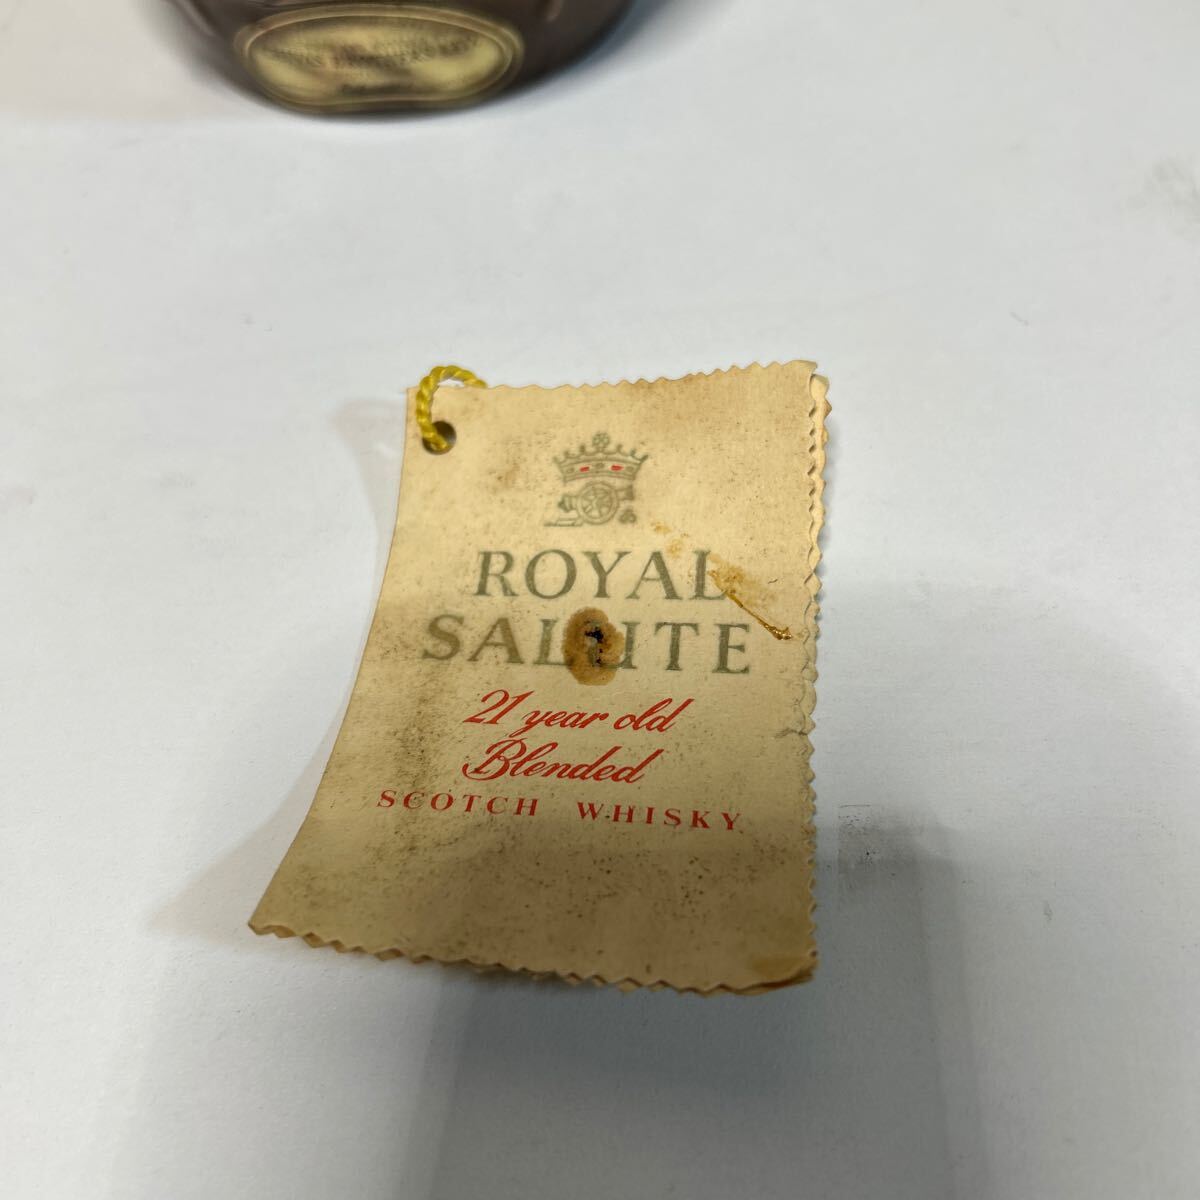 ROYAL
SALUTE
21 year old
Blended
SCOTCH WHISKY